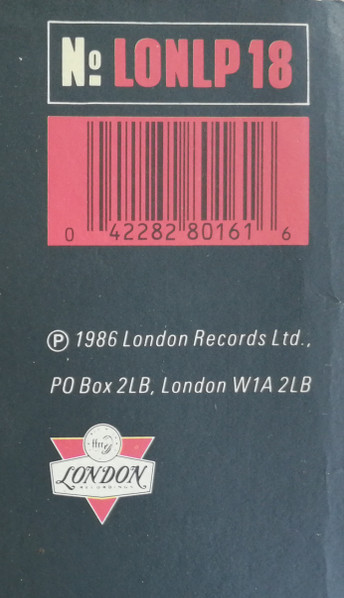 No: LONLP 18
0 42282 80161 6
℗ 1986 London Records Ltd.,
PO Box 2LB, London W1A 2LB
ffrr
LONDON
RECORDINGS